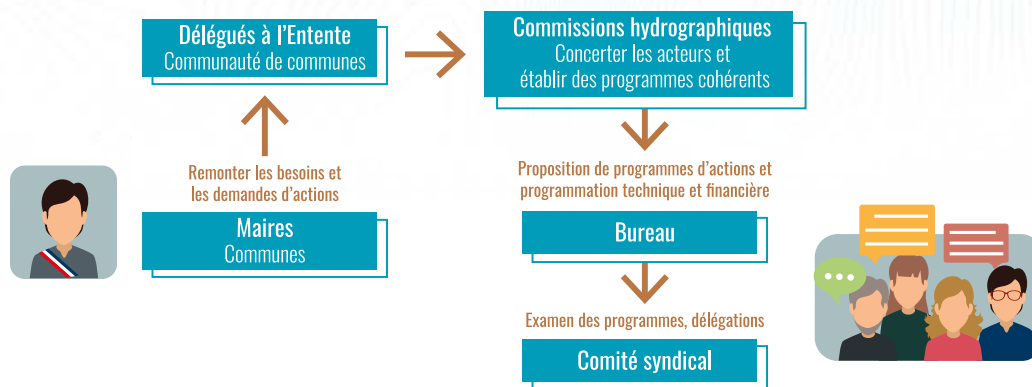 Délégués à l'Entente
Communauté de communes
Commissions hydrographiques
Concerter les acteurs et
établir des programmes cohérents
Remonter les besoins et
les demandes d'actions
Maires
Communes
Proposition de programmes d'actions et
programmation technique et financière
Bureau
Examen des programmes, délégations
Comité syndical